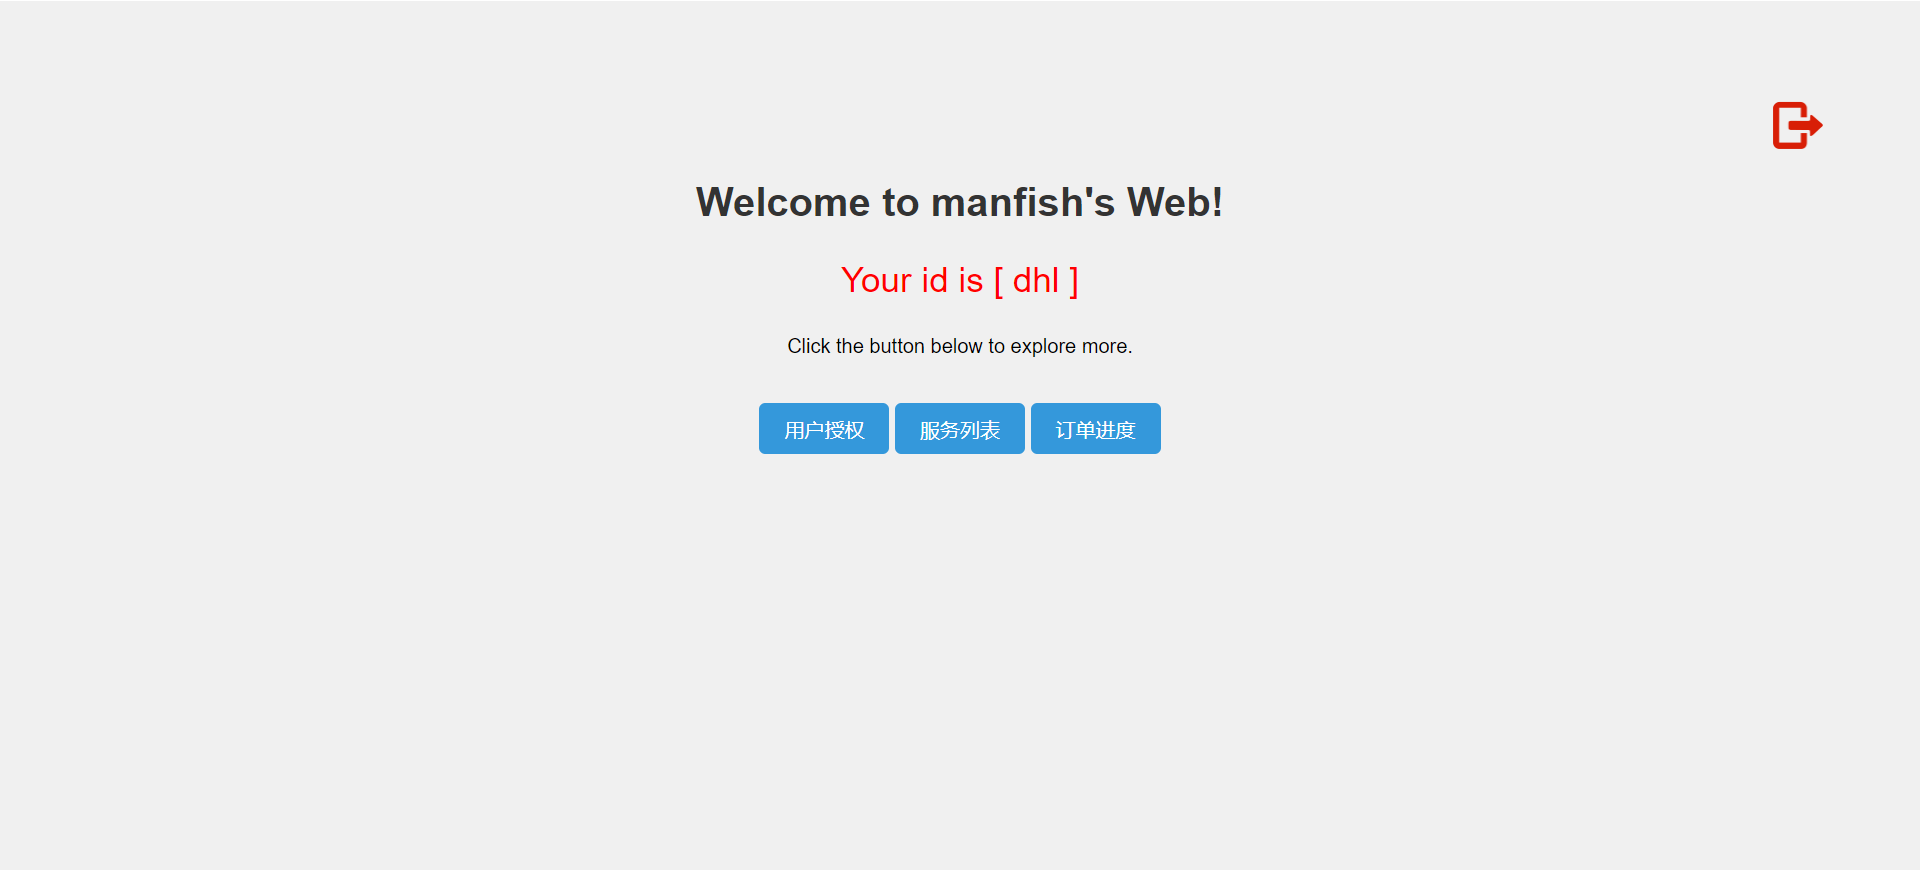 Welcome to manfish's Web!
Your id is [ dhl ]
Click the button below to explore more.
用户授权 服务列表 订单进度